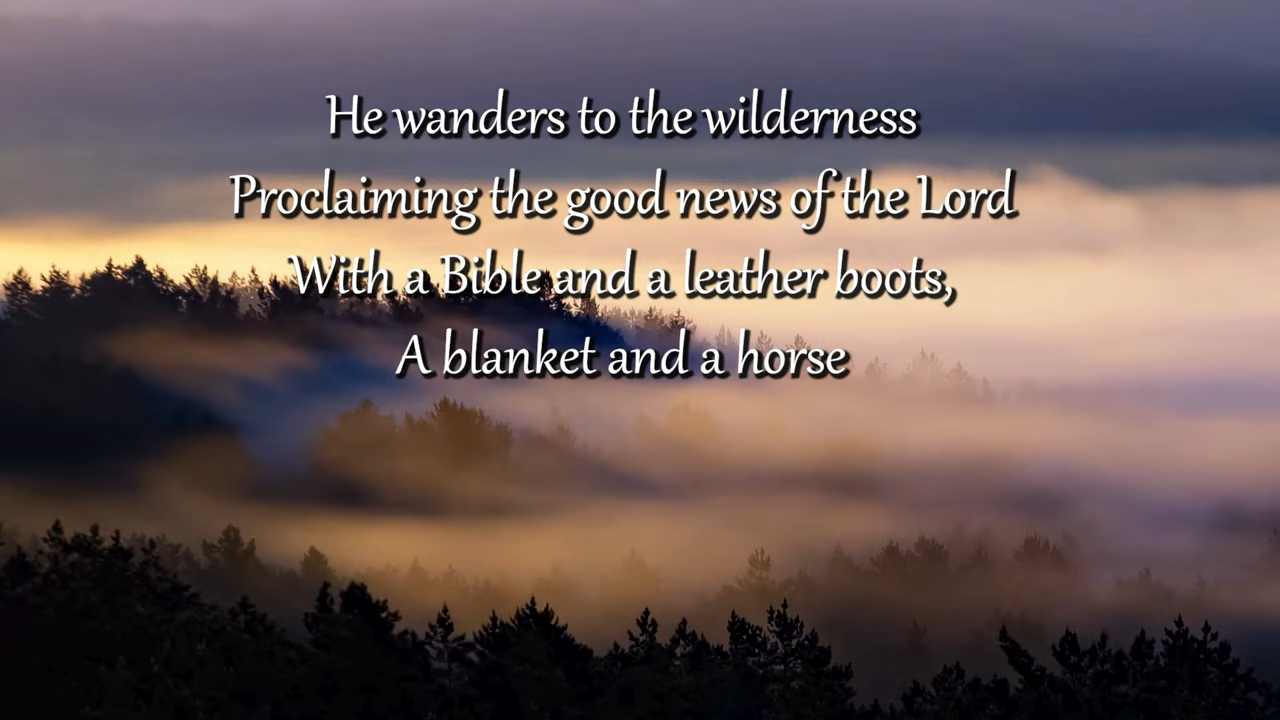 He wanders to the wilderness
Proclaiming the good news of the Lord
With a Bible and a leather boots,
A blanket and a horse